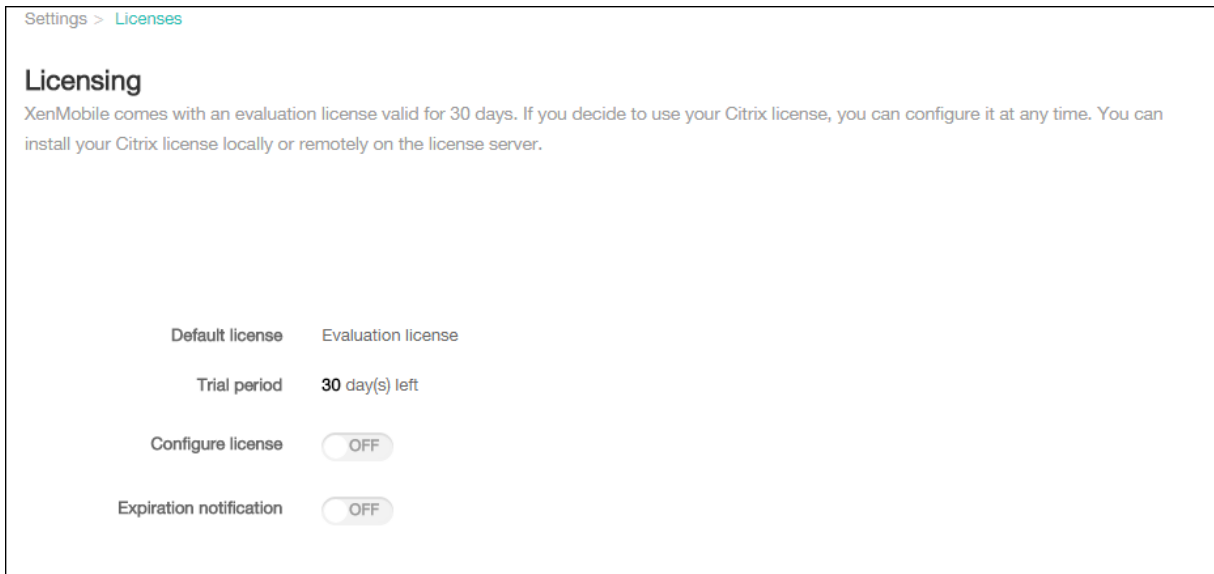 Settings > Licenses
Licensing
XenMobile comes with an evaluation license valid for 30 days. If you decide to use your Citrix license, you can configure it at any time. You can
install your Citrix license locally or remotely on the license server.
Default license Evaluation license
Trial period 30 day(s) left
Configure license OFF
Expiration notification OFF